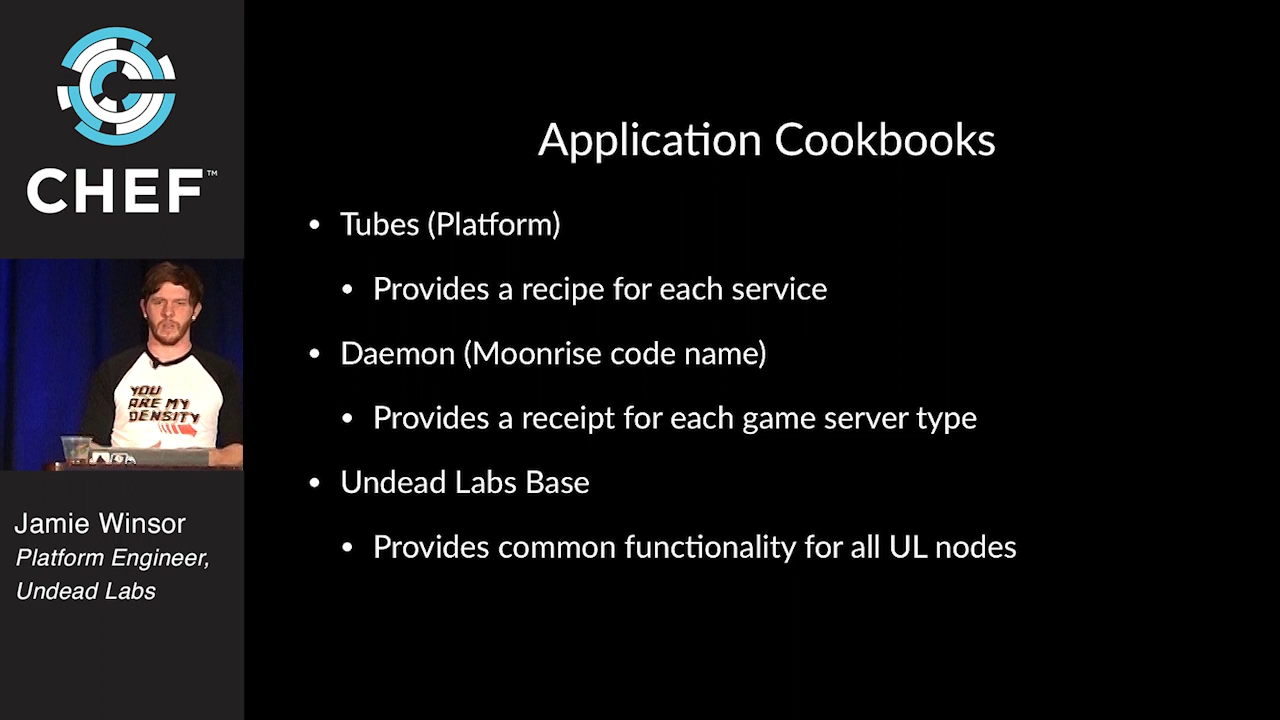 CHEF™
YOU
ARE MY
DENSITY
Jamie Winsor
Platform Engineer,
Undead Labs
Application Cookbooks
• Tubes (Platform)
• Provides a recipe for each service
• Daemon (Moonrise code name)
• Provides a receipt for each game server type
• Undead Labs Base
• Provides common functionality for all UL nodes